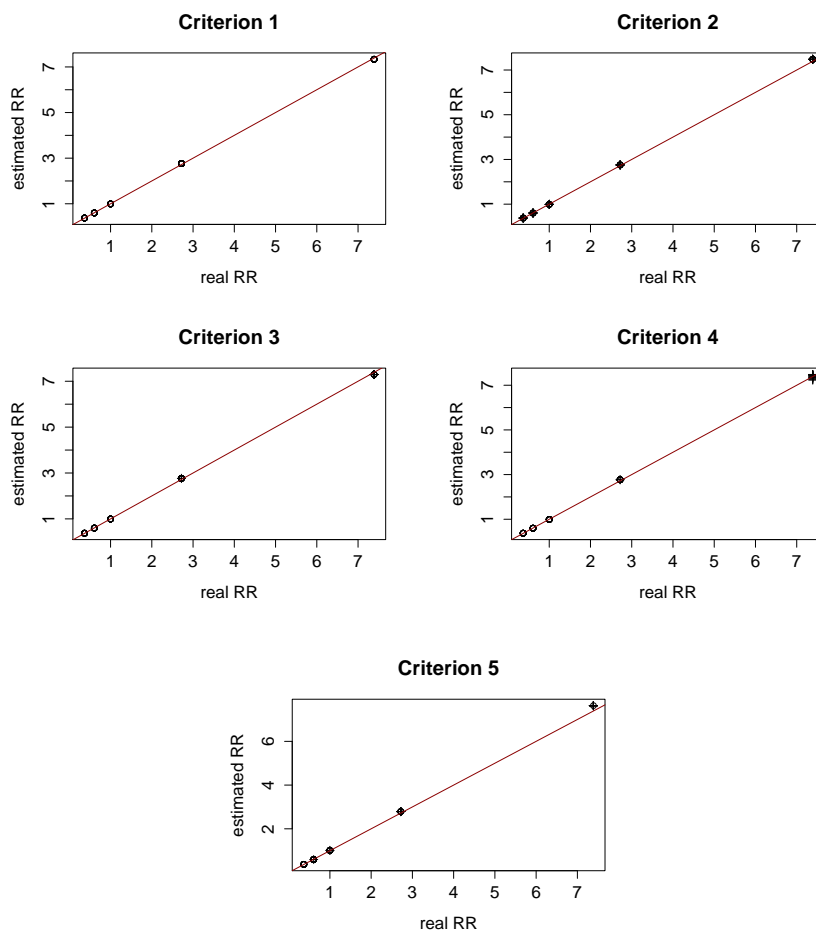 Criterion 1
estimated RR
7
5
3
1
1 2 3 4 5 6 7
real RR
Criterion 2
estimated RR
7
5
3
1
1 2 3 4 5 6 7
real RR
Criterion 3
estimated RR
7
5
3
1
1 2 3 4 5 6 7
real RR
Criterion 4
estimated RR
7
5
3
1
1 2 3 4 5 6 7
real RR
Criterion 5
estimated RR
6
4
2
1 2 3 4 5 6 7
real RR